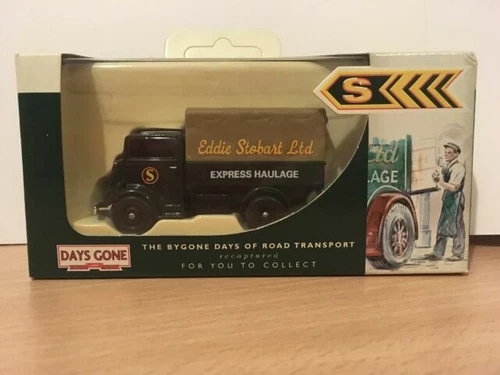 S
Eddie Stobart Ltd
EXPRESS HAULAGE
S
td
AGE
DAYS GONE
THE BYGONE DAYS OF ROAD TRANSPORT
recaptured
FOR YOU TO COLLECT